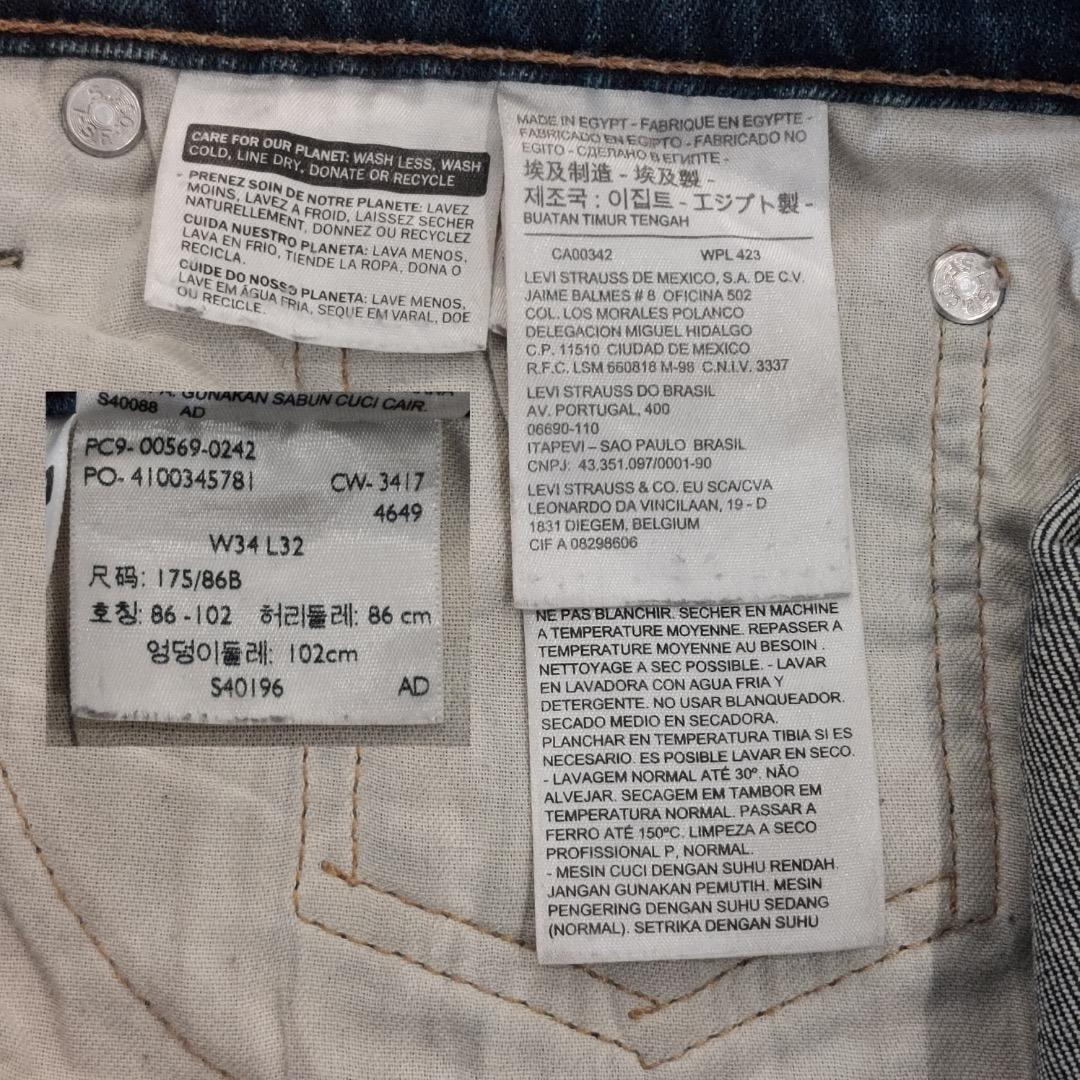 CARE FOR OUR PLANET: WASH LESS, WASH
COLD, LINE DRY, DONATE OR RECYCLE
- PRENEZ SOIN DE NOTRE PLANETE: LAVEZ
MOINS, LAVEZ A FROID, LAISSEZ SECHER
NATURELLEMENT, DONNEZ OU RECYCLEZ
CUIDA NUESTRO PLANETA: LAVA MENOS,
LAVA EN FRIO, TIENDE LA ROPA, DONA O
RECICLA.
CUIDE DO NOSSO PLANETA: LAVE MENOS,
LAVE EM AGUA FRIA, SEQUE EM VARAL, DOE
OU RECICLE.
MADE IN EGYPT - FABRIQUE EN EGYPTE -
FABRICADO EN EGIPTO - FABRICADO NO
EGITO - СДЕЛАНО В ЕГИПТЕ -
埃及制造 - 埃及製 -
제조국 : 이집트 - エジプト製 -
BUATAN TIMUR TENGAH
CA00342 WPL 423
LEVI STRAUSS DE MEXICO, S.A. DE C.V.
JAIME BALMES # 8 OFICINA 502
COL. LOS MORALES POLANCO
DELEGACION MIGUEL HIDALGO
C.P. 11510 CIUDAD DE MEXICO
R.F.C. LSM 660818 M-98 C.N.I.V. 3337
LEVI STRAUSS DO BRASIL
AV. PORTUGAL, 400
06690-110
ITAPEVI – SAO PAULO BRASIL
CNPJ: 43.351.097/0001-90
LEVI STRAUSS & CO. EU SCA/CVA
LEONARDO DA VINCILAAN, 19 - D
1831 DIEGEM, BELGIUM
CIF A 08298606
NE PAS BLANCHIR. SECHER EN MACHINE
A TEMPERATURE MOYENNE. REPASSER A
TEMPERATURE MOYENNE AU BESOIN .
NETTOYAGE A SEC POSSIBLE. - LAVAR
EN LAVADORA CON AGUA FRIA Y
DETERGENTE. NO USAR BLANQUEADOR.
SECADO MEDIO EN SECADORA.
PLANCHAR EN TEMPERATURA TIBIA SI ES
NECESARIO. ES POSIBLE LAVAR EN SECO.
- LAVAGEM NORMAL ATÉ 30º. NÃO
ALVEJAR. SECAGEM EM TAMBOR EM
TEMPERATURA NORMAL. PASSAR A
FERRO ATÉ 150ºC. LIMPEZA A SECO
PROFISSIONAL P, NORMAL.
- MESIN CUCI DENGAN SUHU RENDAH.
JANGAN GUNAKAN PEMUTIH. MESIN
PENGERING DENGAN SUHU SEDANG
(NORMAL). SETRIKA DENGAN SUHU
GUNAKAN SABUN CUCI CAIR.
S40088 AD
PC9- 00569-0242
PO- 4100345781 CW- 3417
4649
W34 L32
尺码: 175/86B
호칭: 86 -102 허리둘레: 86 cm
엉덩이둘레: 102cm
S40196 AD